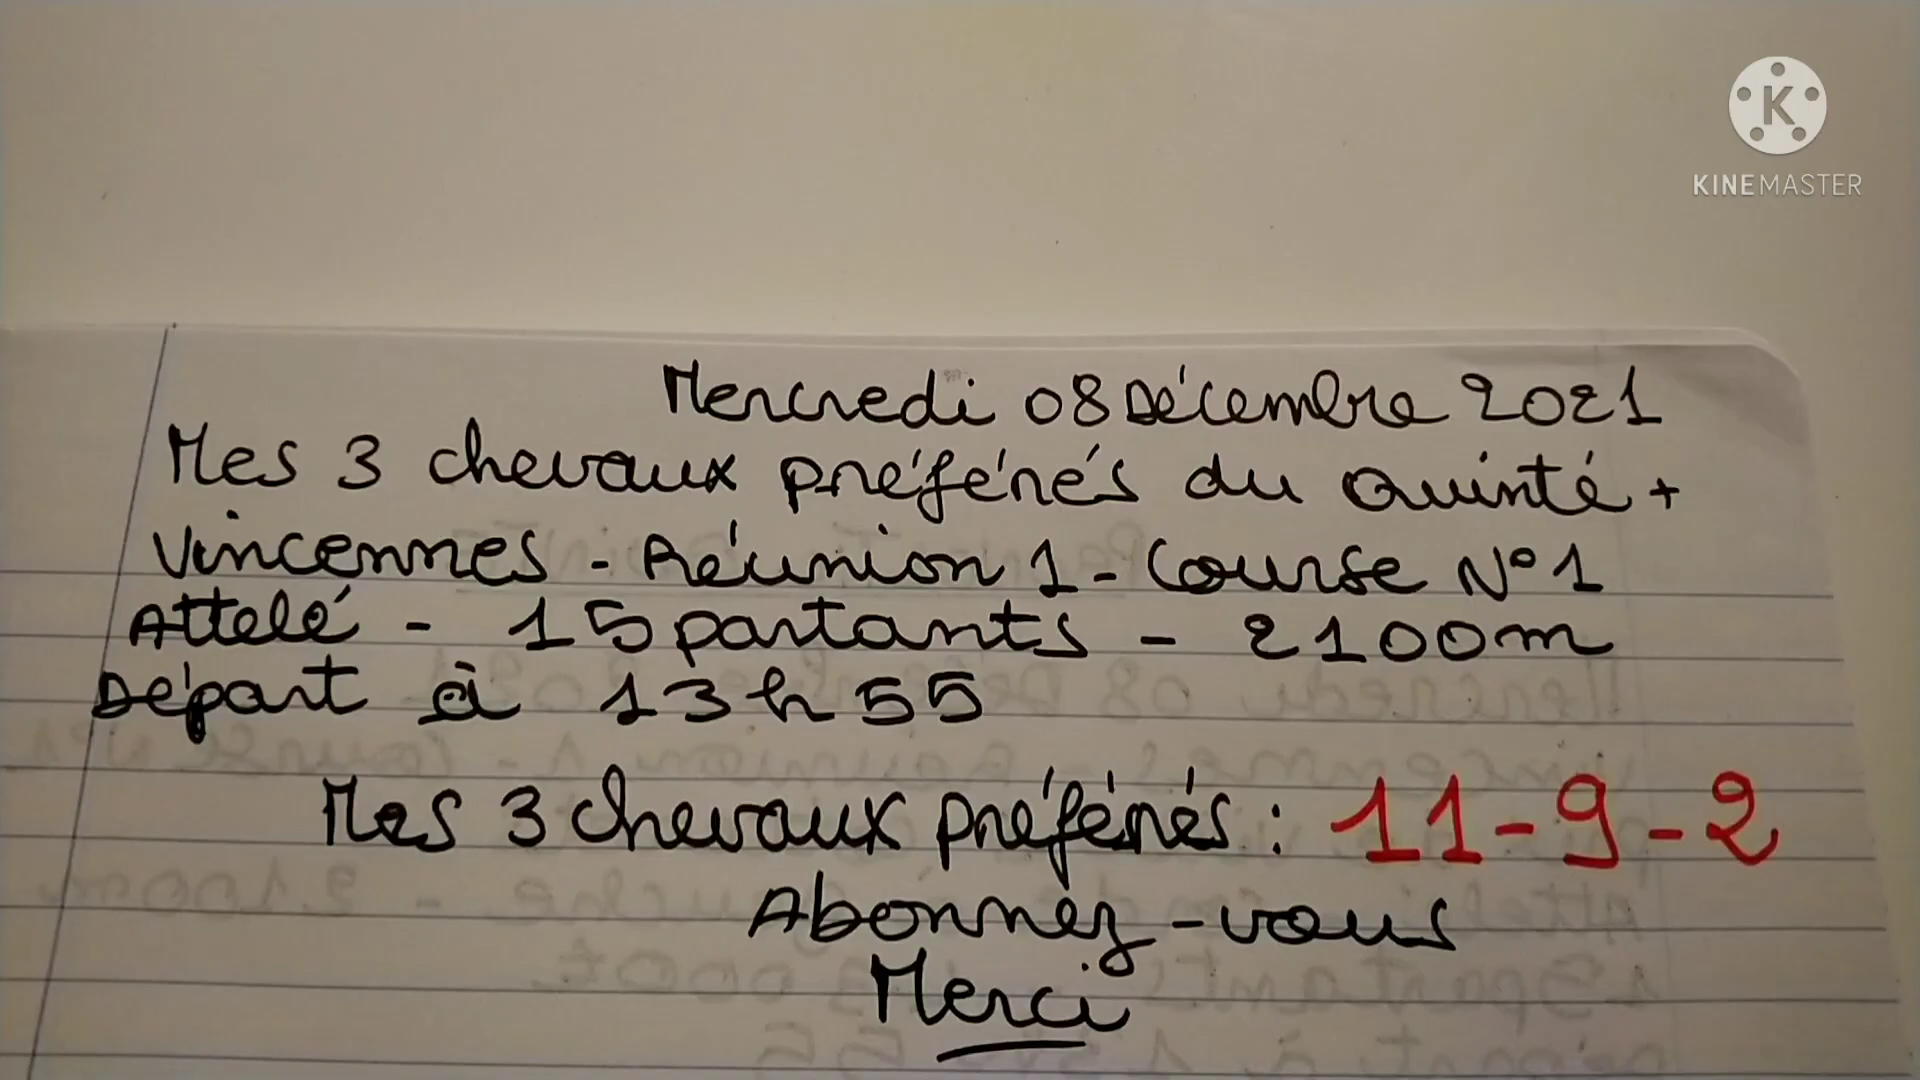 K
KINEMASTER
Mercredi 08 Décembre 2021
Mes 3 chevaux préférés du Quinté +
Vincennes - Réunion 1 - Course N° 1
Attelé - 15 partants - 2100m
Départ à 13h55
Mes 3 chevaux préférés : 11 - 9 - 2
Abonnez-vous
Merci